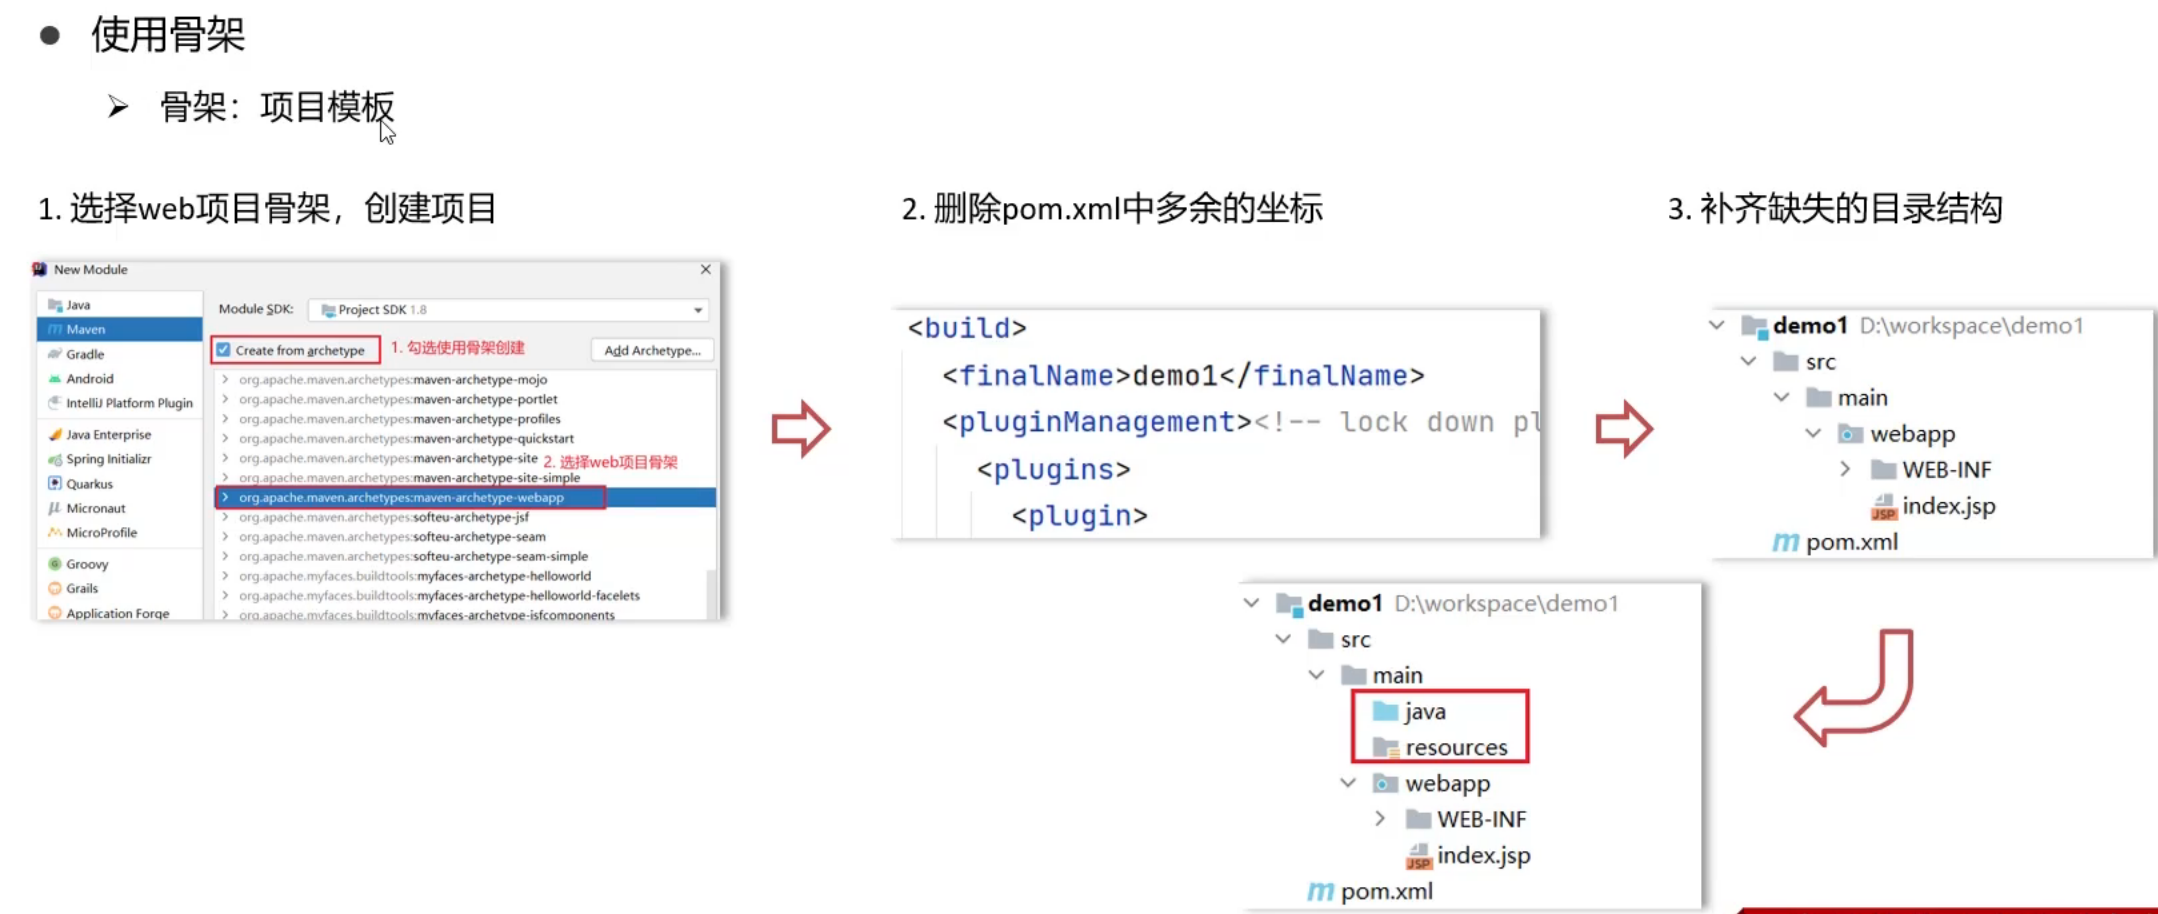 使用骨架
骨架：项目模板
1. 选择web项目骨架，创建项目
New Module
Java
Maven
Gradle
Android
IntelliJ Platform Plugin
Java Enterprise
Spring Initializr
Quarkus
Micronaut
MicroProfile
Groovy
Grails
Application Forge
Module SDK: Project SDK 1.8
Create from archetype
1. 勾选使用骨架创建
Add Archetype...
org.apache.maven.archetypes:maven-archetype-mojo
org.apache.maven.archetypes:maven-archetype-portlet
org.apache.maven.archetypes:maven-archetype-profiles
org.apache.maven.archetypes:maven-archetype-quickstart
org.apache.maven.archetypes:maven-archetype-site
2. 选择web项目骨架
org.apache.maven.archetypes:maven-archetype-site-simple
org.apache.maven.archetypes:maven-archetype-webapp
org.apache.maven.archetypes:softeu-archetype-jsf
org.apache.maven.archetypes:softeu-archetype-seam
org.apache.maven.archetypes:softeu-archetype-seam-simple
org.apache.myfaces.buildtools:myfaces-archetype-helloworld
org.apache.myfaces.buildtools:myfaces-archetype-helloworld-facelets
org.apache.myfaces.buildtools:myfaces-archetype-jsfcomponents
2. 删除pom.xml中多余的坐标
<build>
<finalName>demo1</finalName>
<pluginManagement><!-- lock down pl
<plugins>
<plugin>
3. 补齐缺失的目录结构
demo1 D:\workspace\demo1
src
main
webapp
WEB-INF
JSP index.jsp
m pom.xml
demo1 D:\workspace\demo1
src
main
java
resources
webapp
WEB-INF
JSP index.jsp
m pom.xml